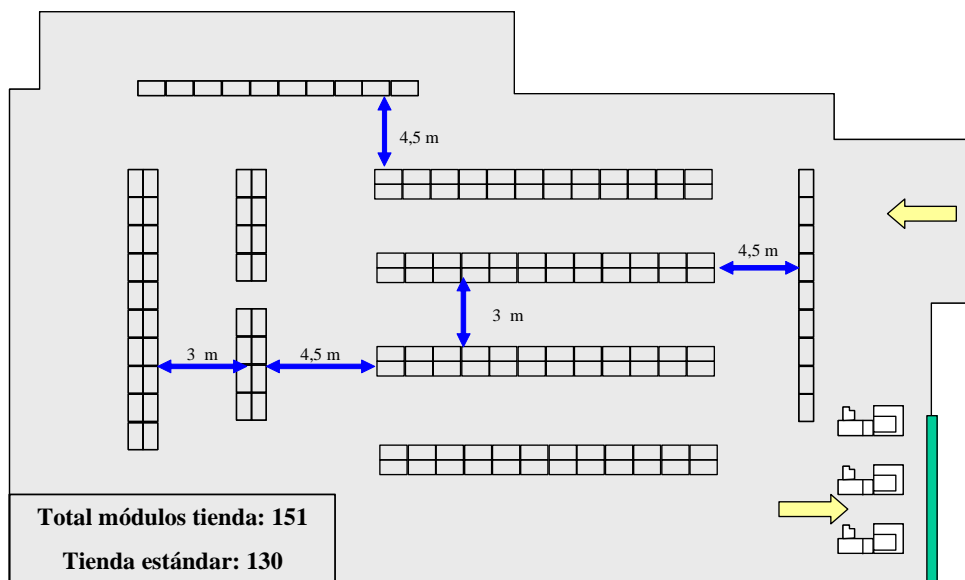 4,5 m
4,5 m
3 m
3 m
4,5 m
Total módulos tienda: 151
Tienda estándar: 130